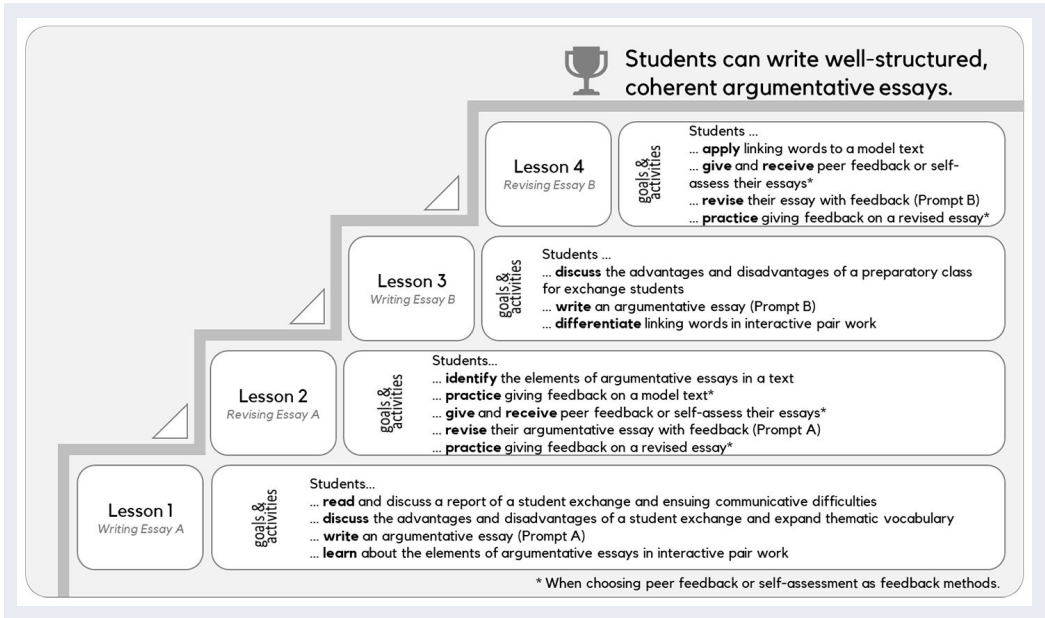 Students can write well-structured,
coherent argumentative essays.
Lesson 4
Revising Essay B
goals &
activities
Students ...
... apply linking words to a model text
... give and receive peer feedback or self-
assess their essays*
... revise their essay with feedback (Prompt B)
... practice giving feedback on a revised essay*
Lesson 3
Writing Essay B
goals &
activities
Students ...
... discuss the advantages and disadvantages of a preparatory class
for exchange students
... write an argumentative essay (Prompt B)
... differentiate linking words in interactive pair work
Lesson 2
Revising Essay A
goals &
activities
Students...
... identify the elements of argumentative essays in a text
... practice giving feedback on a model text*
... give and receive peer feedback or self-assess their essays*
... revise their argumentative essay with feedback (Prompt A)
... practice giving feedback on a revised essay*
Lesson 1
Writing Essay A
goals &
activities
Students...
... read and discuss a report of a student exchange and ensuing communicative difficulties
... discuss the advantages and disadvantages of a student exchange and expand thematic vocabulary
... write an argumentative essay (Prompt A)
... learn about the elements of argumentative essays in interactive pair work
* When choosing peer feedback or self-assessment as feedback methods.